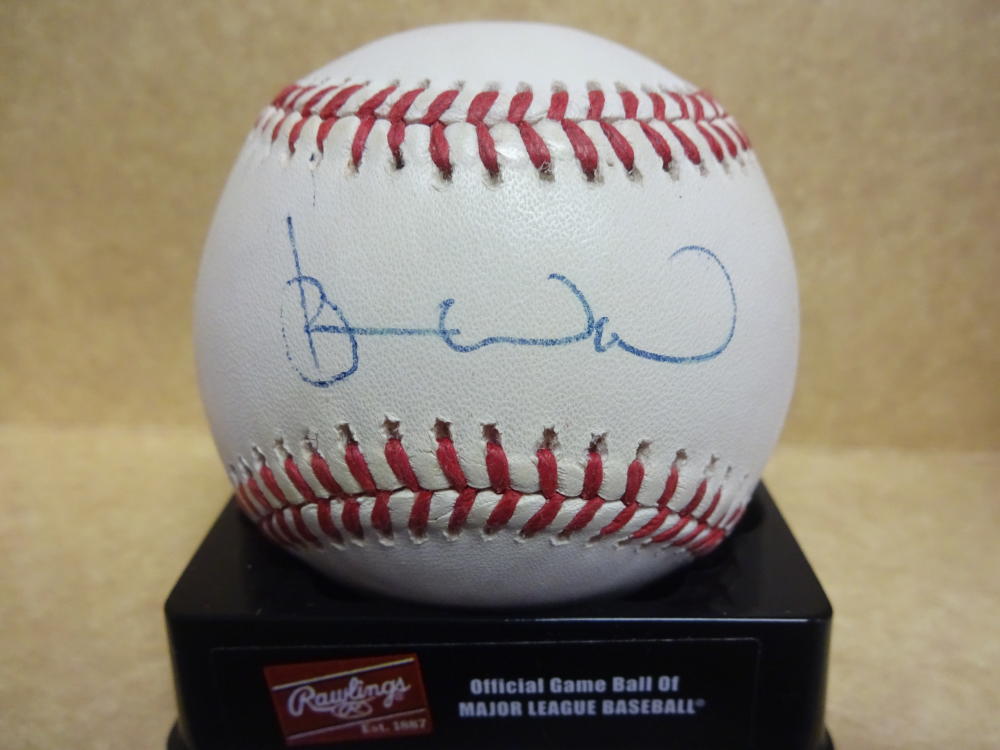 Rawlings
Est. 1887
Official Game Ball Of
MAJOR LEAGUE BASEBALL®